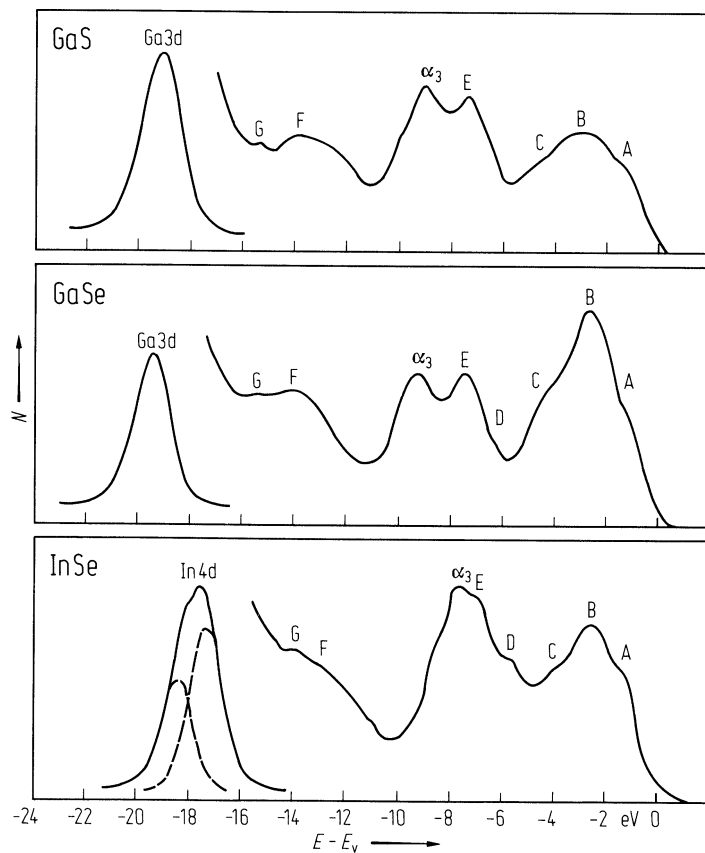 GaS
Ga3d
G F α₃ E C B A
GaSe
Ga3d
G F α₃ E D C B A
InSe
In4d
G F α₃ E D C B A
N
-24 -22 -20 -18 -16 -14 -12 -10 -8 -6 -4 -2 eV 0
E – Eᵥ